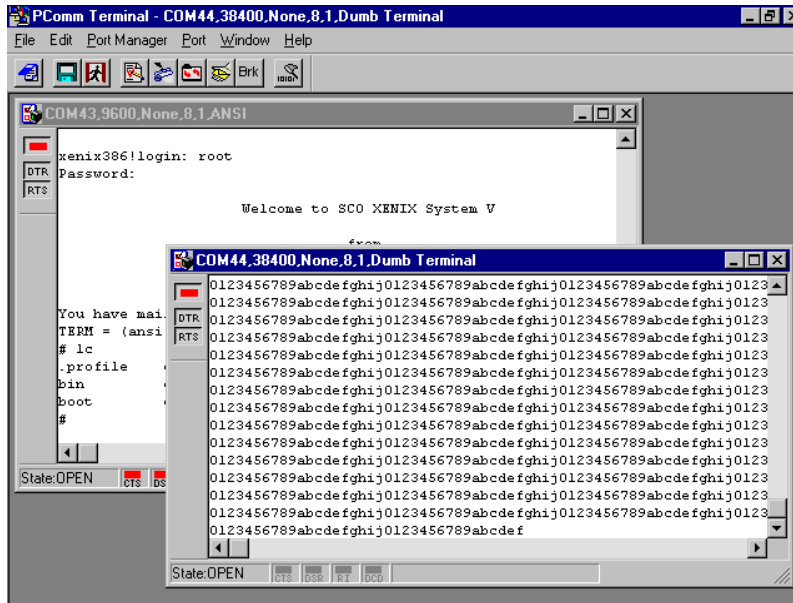 PComm Terminal - COM44,38400,None,8,1,Dumb Terminal
File Edit Port Manager Port Window Help
Brk
COM43,9600,None,8,1,ANSI
DTR
RTS
xenix386!login: root
Password:
Welcome to SCO XENIX System V
from
You have mai
TERM = (ansi
# lc
.profile
bin
boot
#
State:OPEN CTS
COM44,38400,None,8,1,Dumb Terminal
DTR
RTS
0123456789abcdefghij0123456789abcdefghij0123456789abcdefghij0123
0123456789abcdefghij0123456789abcdefghij0123456789abcdefghij0123
0123456789abcdefghij0123456789abcdefghij0123456789abcdefghij0123
0123456789abcdefghij0123456789abcdefghij0123456789abcdefghij0123
0123456789abcdefghij0123456789abcdefghij0123456789abcdefghij0123
0123456789abcdefghij0123456789abcdefghij0123456789abcdefghij0123
0123456789abcdefghij0123456789abcdefghij0123456789abcdefghij0123
0123456789abcdefghij0123456789abcdefghij0123456789abcdefghij0123
0123456789abcdefghij0123456789abcdefghij0123456789abcdefghij0123
0123456789abcdefghij0123456789abcdefghij0123456789abcdefghij0123
0123456789abcdefghij0123456789abcdefghij0123456789abcdefghij0123
0123456789abcdefghij0123456789abcdefghij0123456789abcdefghij0123
0123456789abcdefghij0123456789abcdefghij0123456789abcdefghij0123
0123456789abcdefghij0123456789abcdefghij0123456789abcdefghij0123
0123456789abcdefghij0123456789abcdef
State:OPEN CTS DSR RI DCD